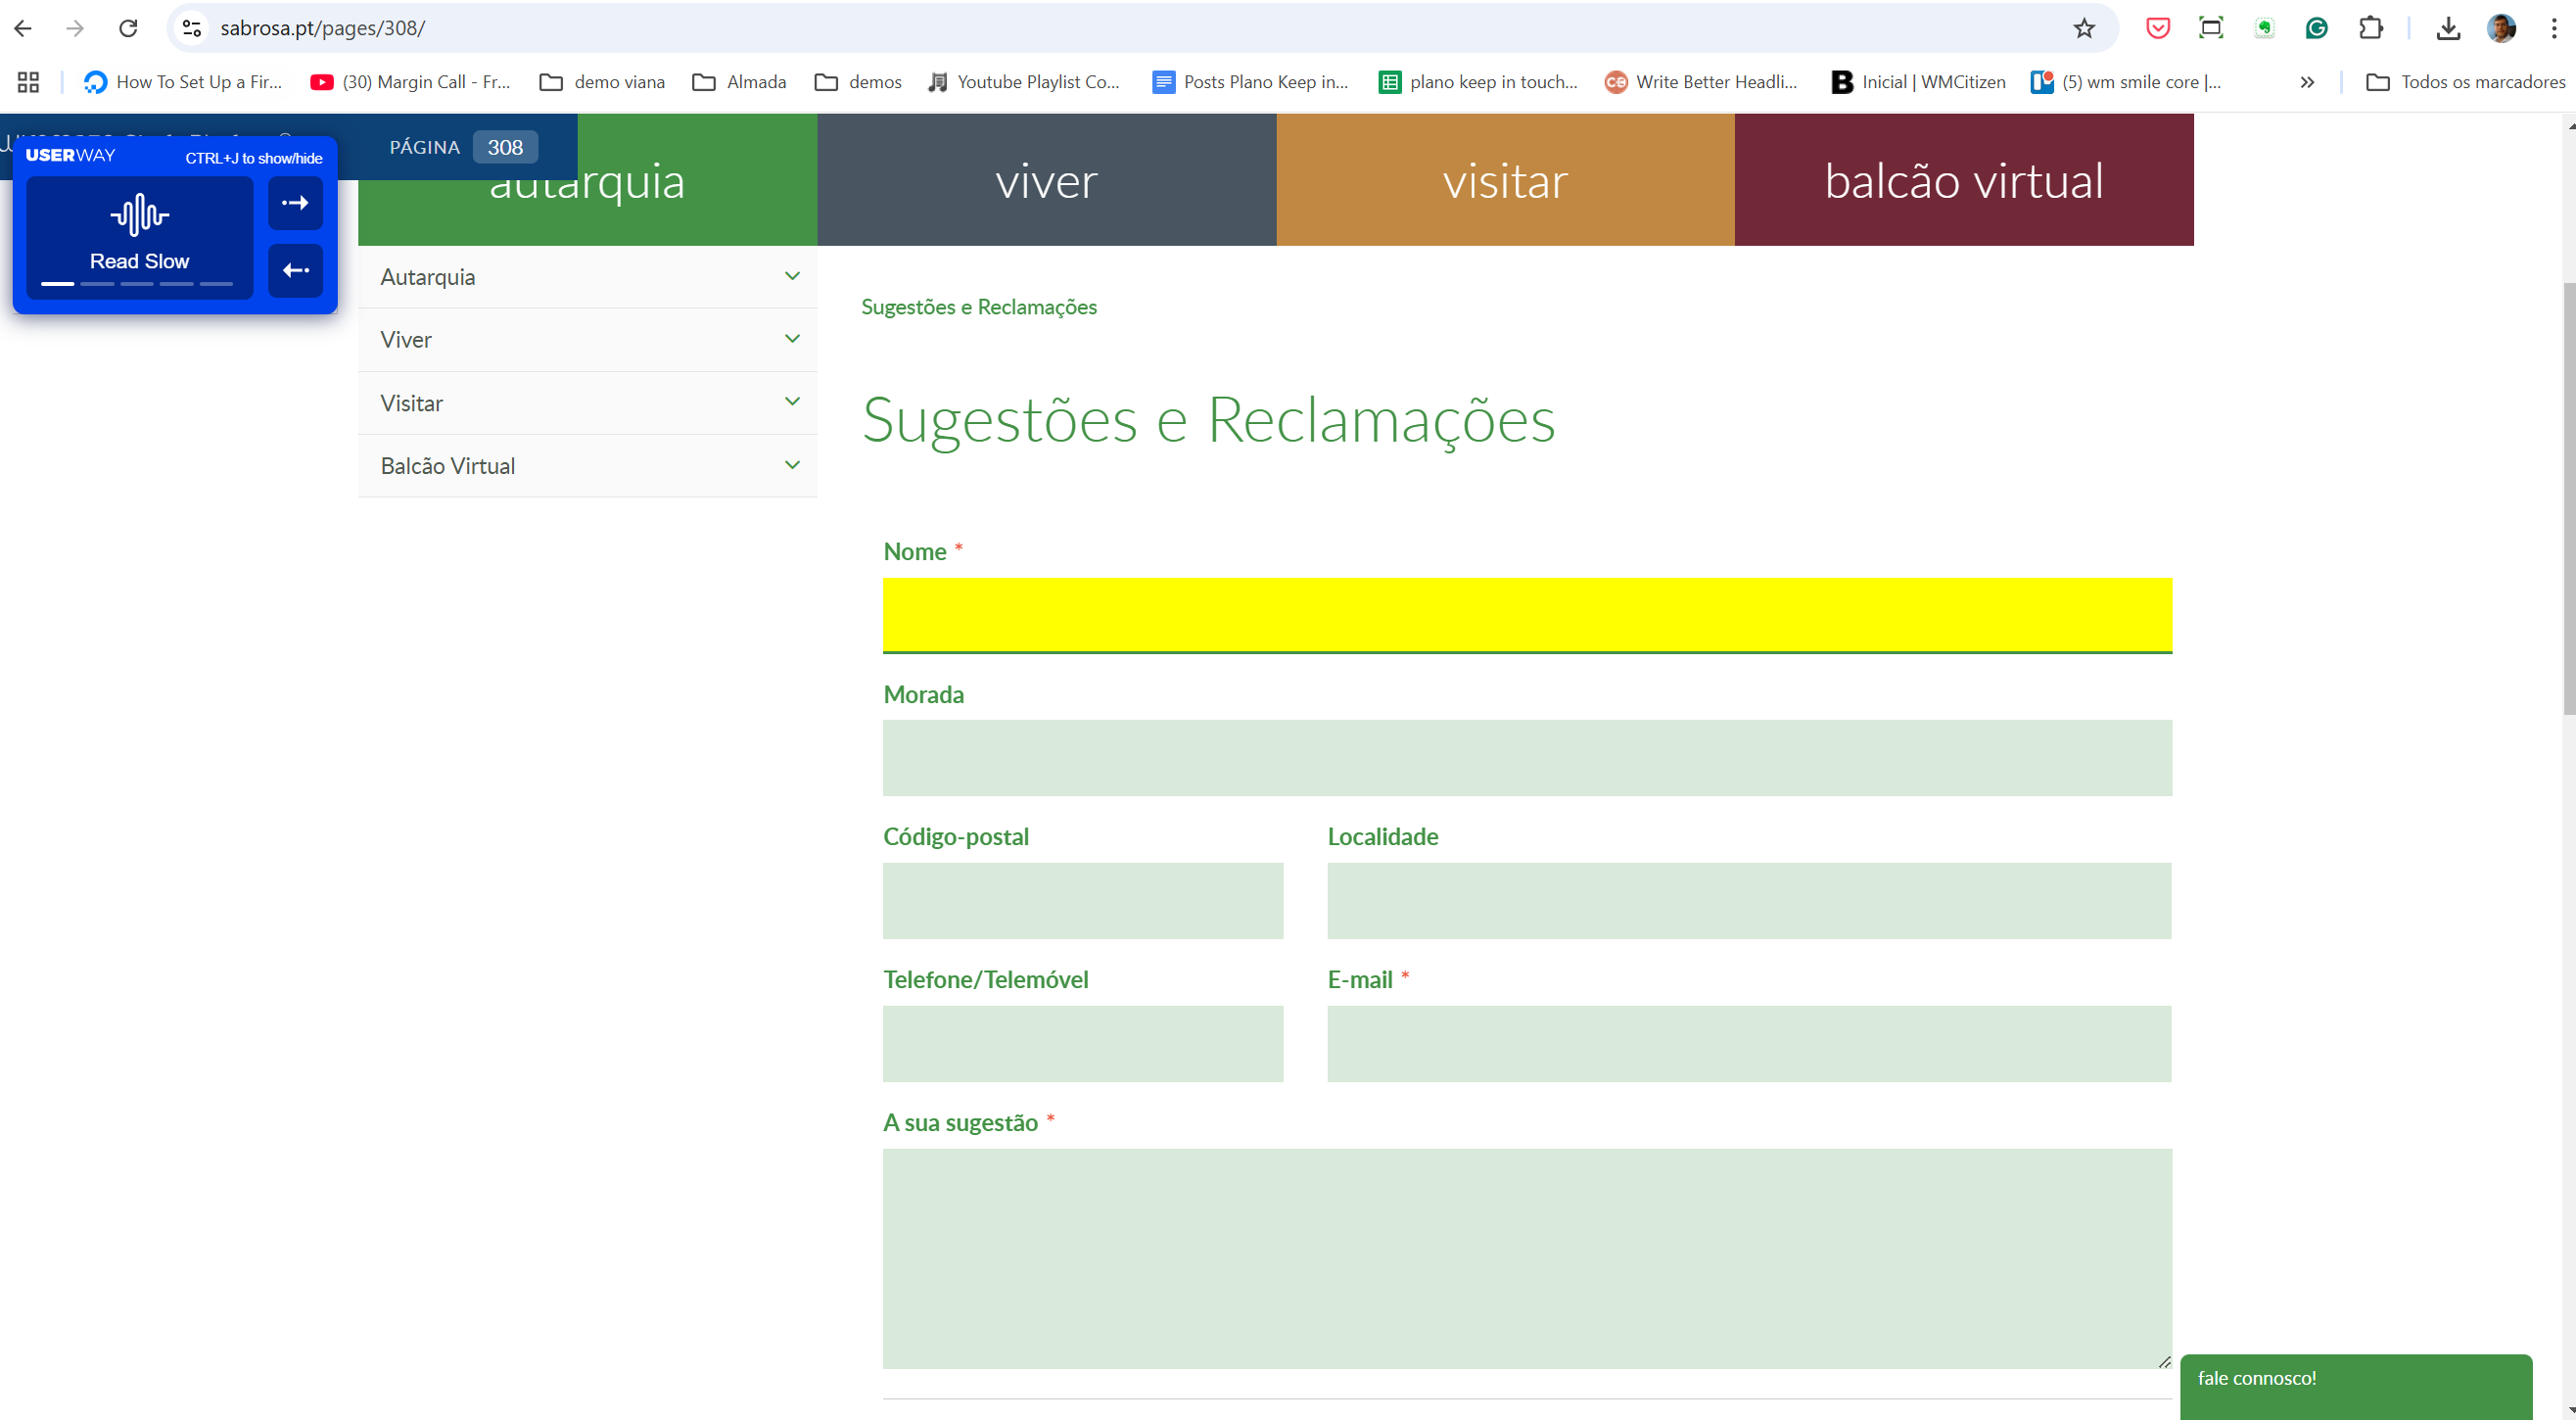 sabrosa.pt/pages/308/
How To Set Up a Fir... (30) Margin Call - Fr... demo viana Almada demos Youtube Playlist Co... Posts Plano Keep in... plano keep in touch... Write Better Headli... Inicial | WMCitizen (5) wm smile core |... » Todos os marcadores
PÁGINA 308
USERWAY CTRL+J to show/hide
Read Slow
autarquia viver visitar balcão virtual
Autarquia
Viver
Visitar
Balcão Virtual
Sugestões e Reclamações
Sugestões e Reclamações
Nome *
Morada
Código-postal Localidade
Telefone/Telemóvel E-mail *
A sua sugestão *
fale connosco!